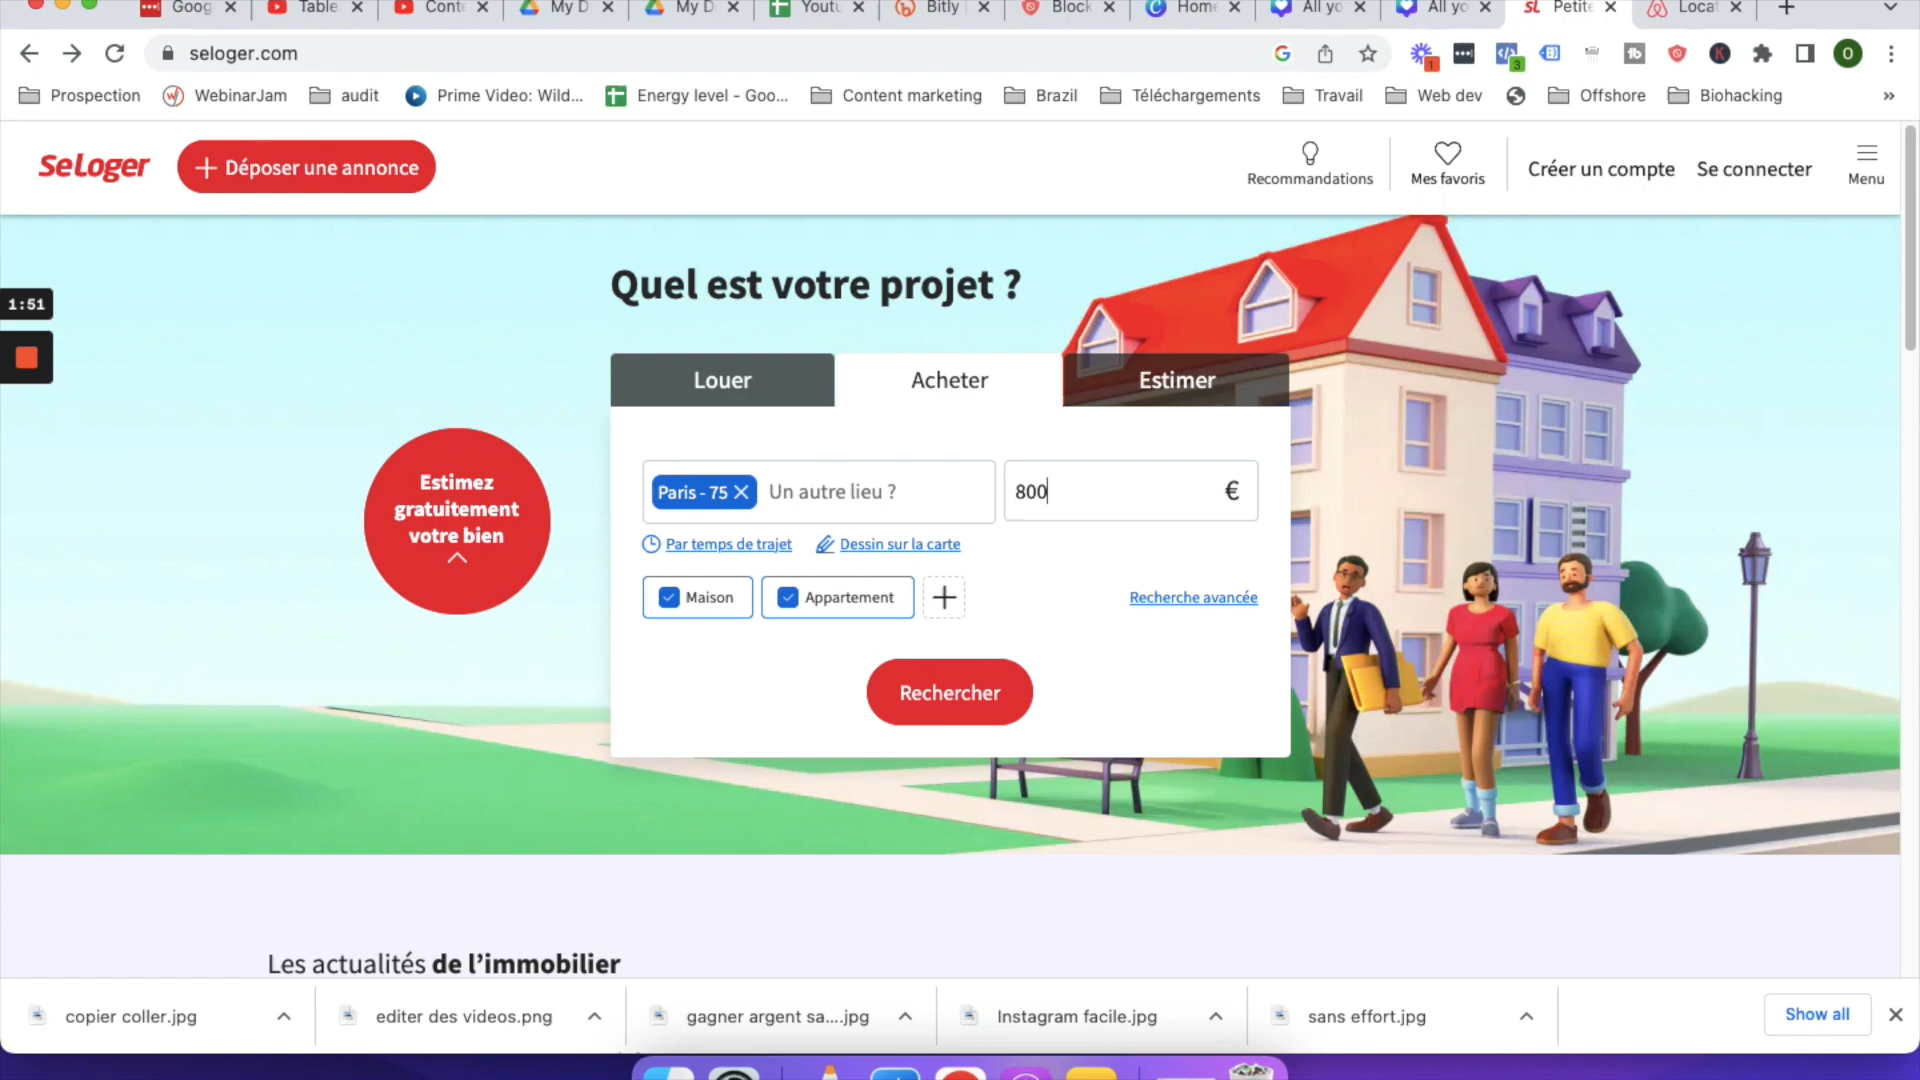 Goog
Table
Conte
My D
My D
Youtu
Bitly
Block
Home
All yo
All yo
Petite
Locat
seloger.com
1
3
O
Prospection
WebinarJam
audit
Prime Video: Wild...
Energy level - Goo...
Content marketing
Brazil
Téléchargements
Travail
Web dev
Offshore
Biohacking
»
SeLoger
Déposer une annonce
Recommandations
Mes favoris
Créer un compte
Se connecter
Menu
Quel est votre projet ?
1:51
Louer
Acheter
Estimer
Estimez
gratuitement
votre bien
Paris - 75
Un autre lieu ?
800
€
Par temps de trajet
Dessin sur la carte
Maison
Appartement
Recherche avancée
Rechercher
Les actualités de l’immobilier
copier coller.jpg
editer des videos.png
gagner argent sa....jpg
Instagram facile.jpg
sans effort.jpg
Show all